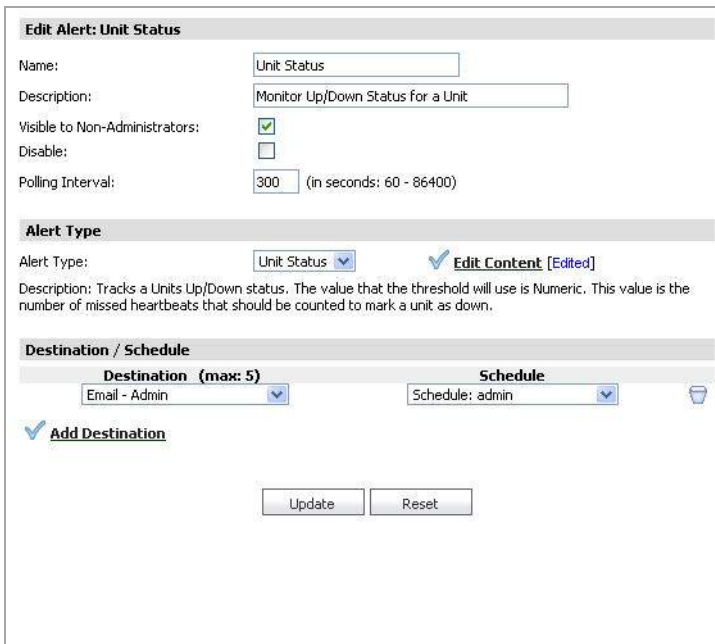 Edit Alert: Unit Status
Name: Unit Status
Description: Monitor Up/Down Status for a Unit
Visible to Non-Administrators:
Disable:
Polling Interval: 300 (in seconds: 60 - 86400)
Alert Type
Alert Type: Unit Status Edit Content [Edited]
Description: Tracks a Units Up/Down status. The value that the threshold will use is Numeric. This value is the
number of missed heartbeats that should be counted to mark a unit as down.
Destination / Schedule
Destination (max: 5) Schedule
Email - Admin Schedule: admin
Add Destination
Update Reset